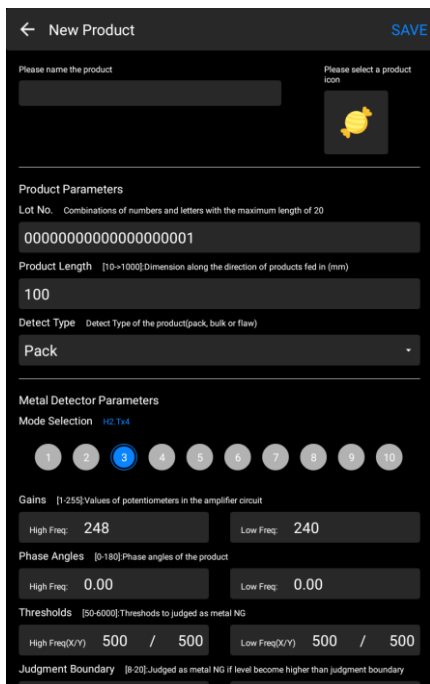 New Product SAVE
Please name the product
Please select a product
icon
Product Parameters
Lot No. Combinations of numbers and letters with the maximum length of 20
00000000000000000001
Product Length [10->1000]:Dimension along the direction of products fed in (mm)
100
Detect Type Detect Type of the product(pack, bulk or flaw)
Pack
Metal Detector Parameters
Mode Selection H2.Tx4
1 2 3 4 5 6 7 8 9 10
Gains [1-255]:Values of potentiometers in the amplifier circuit
High Freq: 248 Low Freq: 240
Phase Angles [0-180]:Phase angles of the product
High Freq: 0.00 Low Freq: 0.00
Thresholds [50-6000]:Threshods to judged as metal NG
High Freq(X/Y) 500 / 500 Low Freq(X/Y) 500 / 500
Judgment Boundary [8-20]:Judged as metal NG if level become higher than judgment boundary